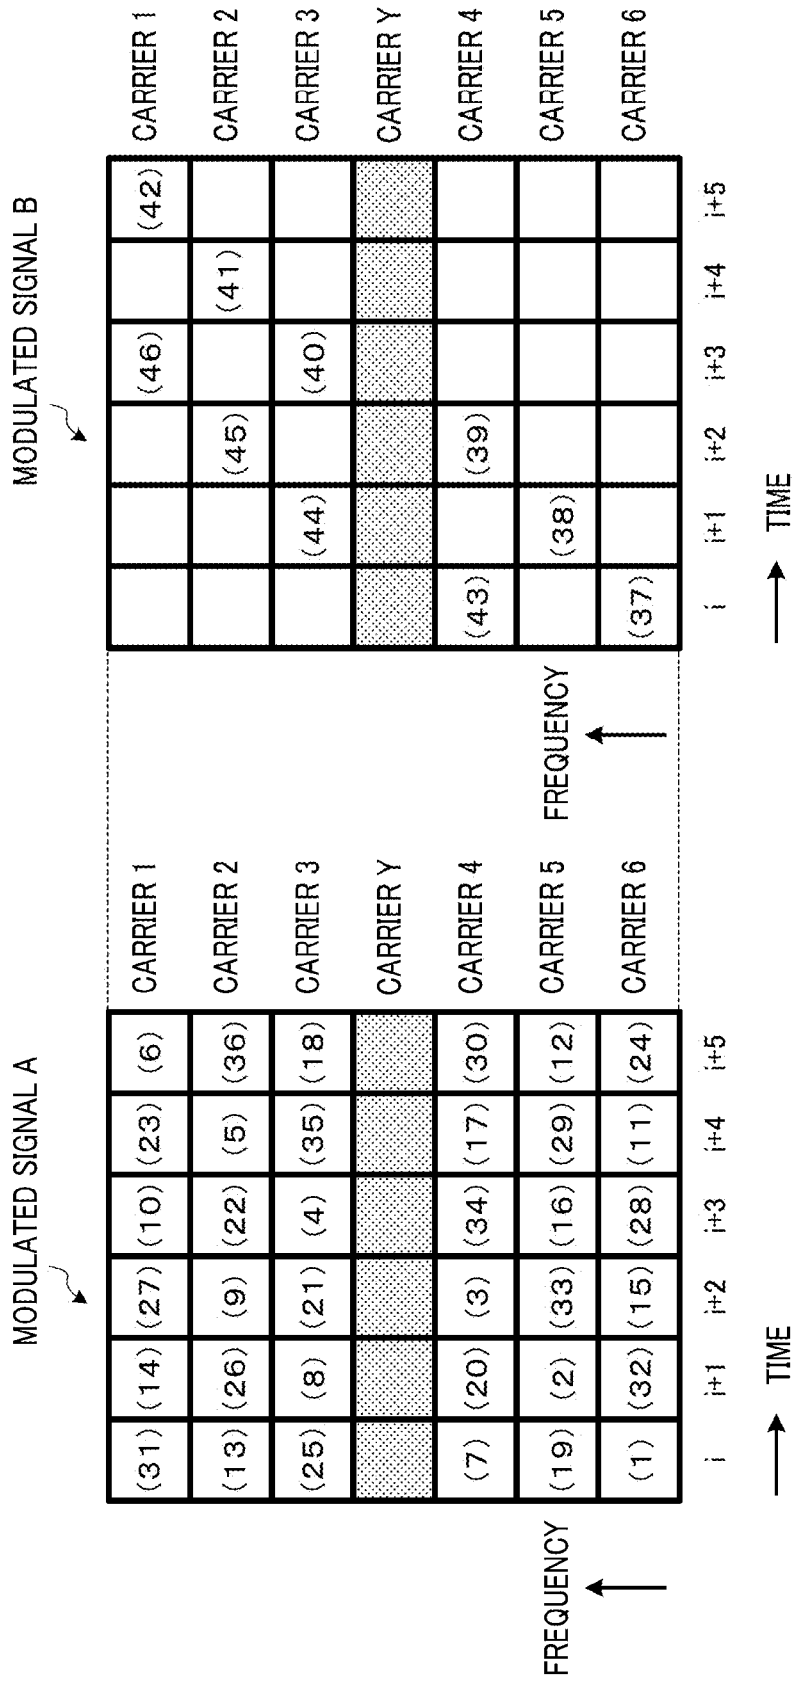 MODULATED SIGNAL A
(31) (14) (27) (10) (23) (6) CARRIER 1
(13) (26) (9) (22) (5) (36) CARRIER 2
(25) (8) (21) (4) (35) (18) CARRIER 3
CARRIER Y
(7) (20) (3) (34) (17) (30) CARRIER 4
(19) (2) (33) (16) (29) (12) CARRIER 5
(1) (32) (15) (28) (11) (24) CARRIER 6
i i+1 i+2 i+3 i+4 i+5
FREQUENCY
TIME
MODULATED SIGNAL B
(46) (42) CARRIER 1
(45) (41) CARRIER 2
(44) (40) CARRIER 3
CARRIER Y
(43) (39) CARRIER 4
(38) CARRIER 5
(37) CARRIER 6
i i+1 i+2 i+3 i+4 i+5
FREQUENCY
TIME